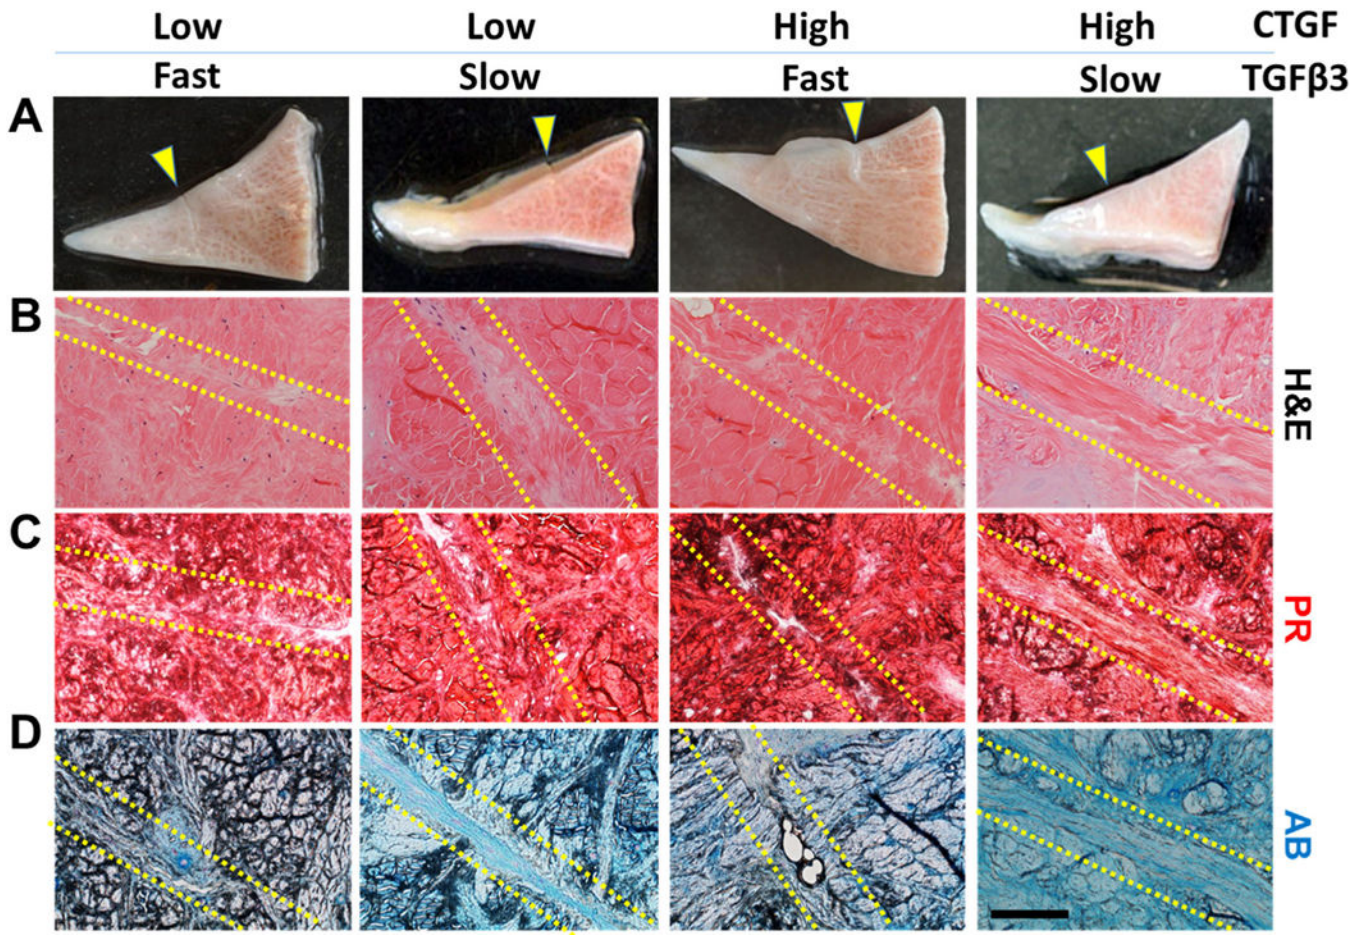 Low Low High High CTGF
Fast Slow Fast Slow TGFβ3
A
B
H&E
C
PR
D
AB